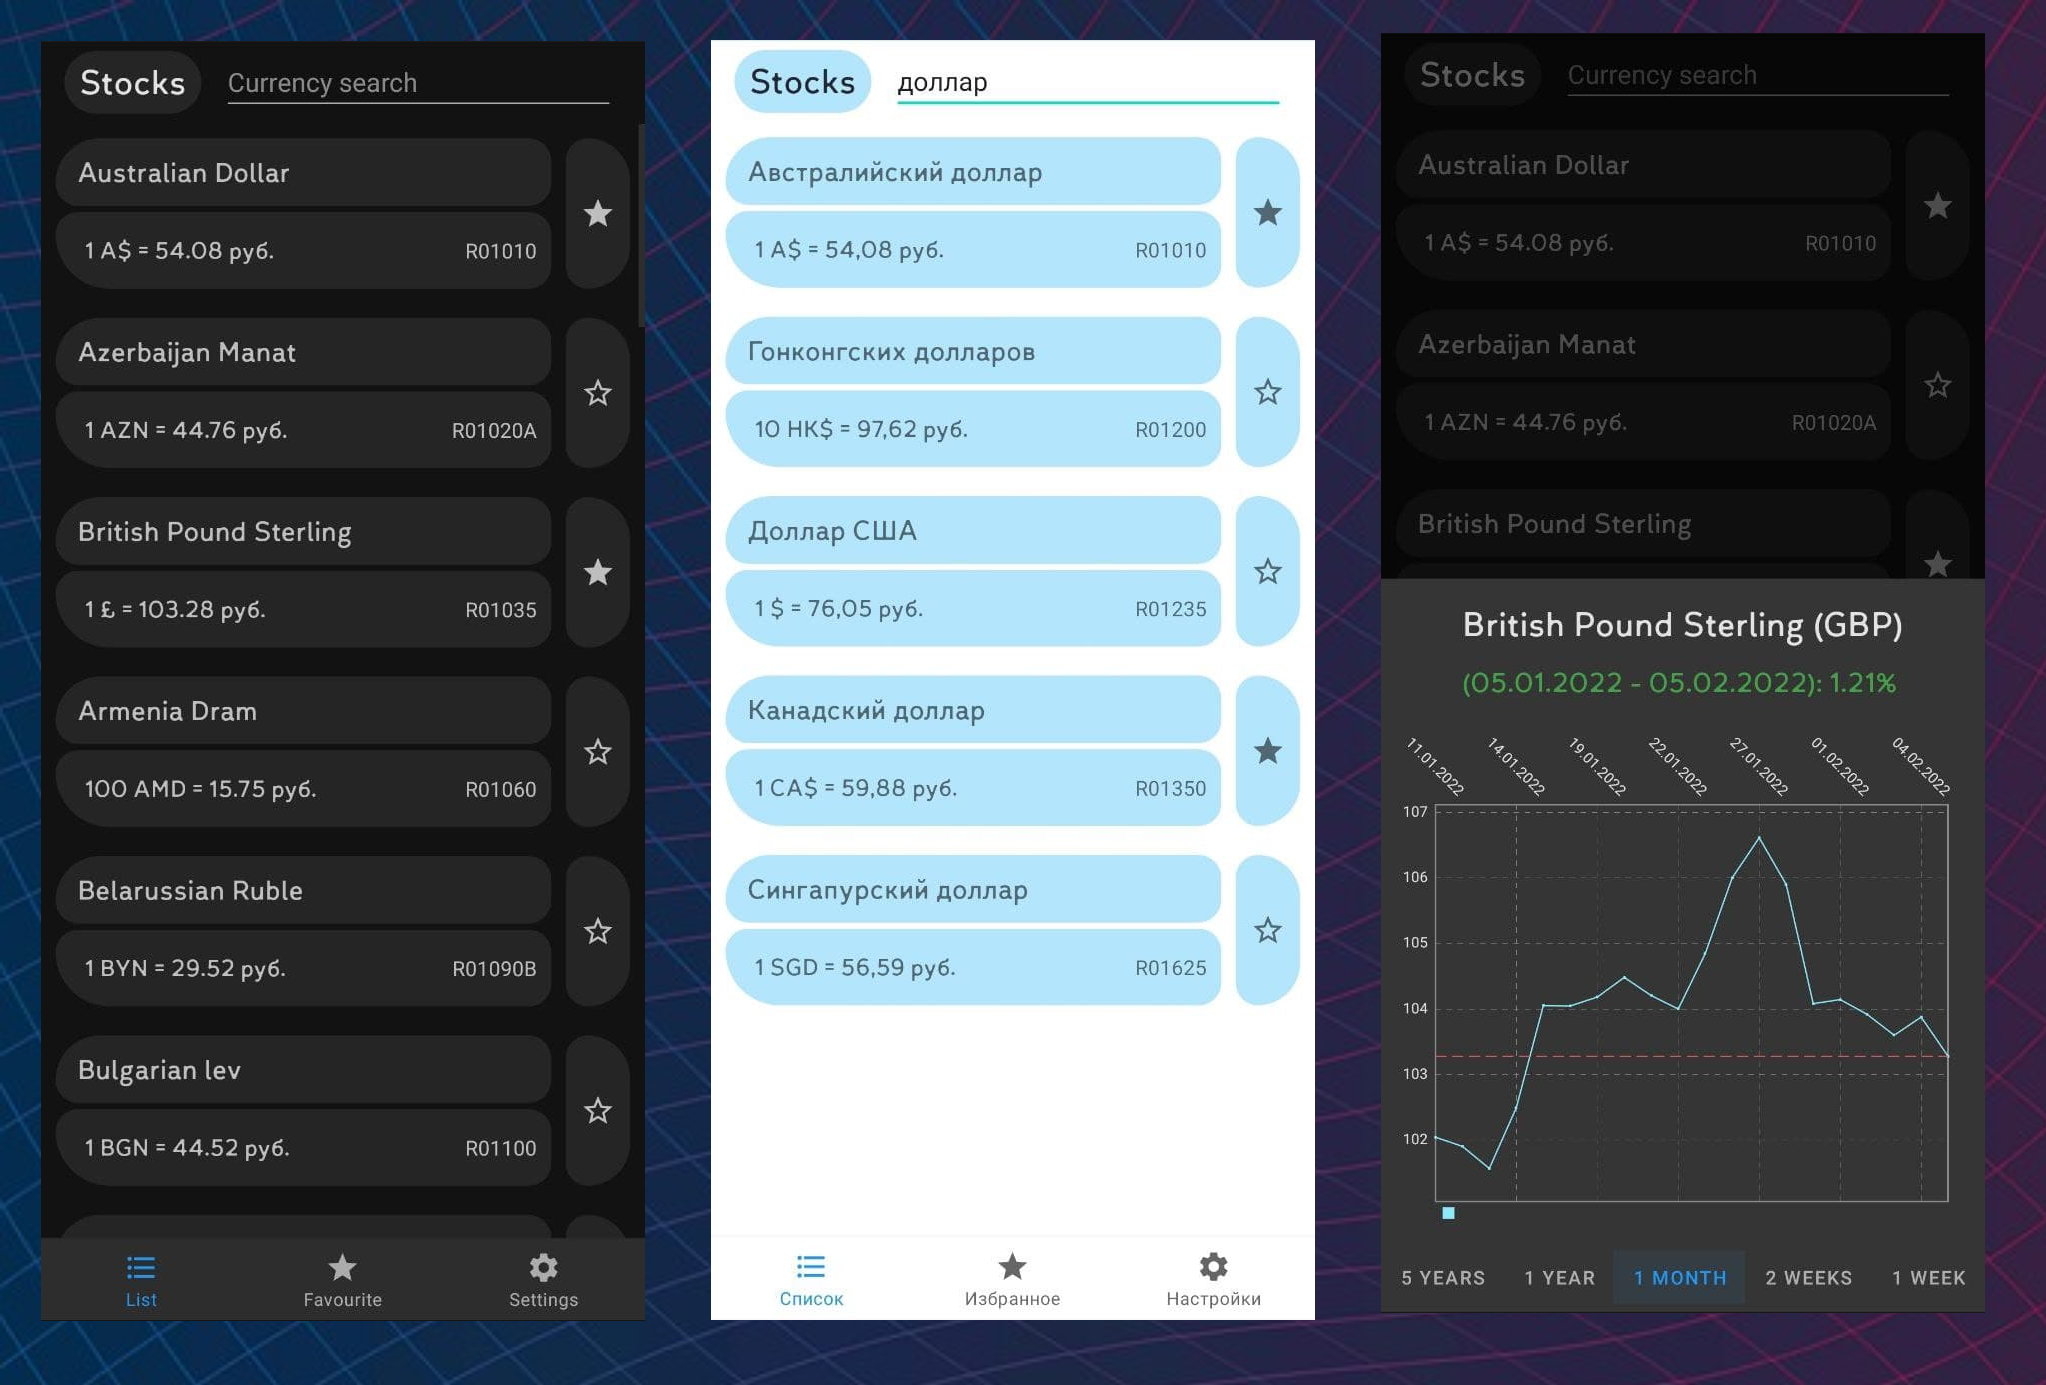 Stocks
Currency search
Australian Dollar
1 A$ = 54.08 руб.
R01010
Azerbaijan Manat
1 AZN = 44.76 руб.
R01020A
British Pound Sterling
1 £ = 103.28 руб.
R01035
Armenia Dram
100 AMD = 15.75 руб.
R01060
Belarussian Ruble
1 BYN = 29.52 руб.
R01090B
Bulgarian lev
1 BGN = 44.52 руб.
R01100
List
Favourite
Settings
Stocks
доллар
Австралийский доллар
1 A$ = 54,08 руб.
R01010
Гонконгских долларов
10 HK$ = 97,62 руб.
R01200
Доллар США
1 $ = 76,05 руб.
R01235
Канадский доллар
1 CA$ = 59,88 руб.
R01350
Сингапурский доллар
1 SGD = 56,59 руб.
R01625
Список
Избранное
Настройки
Stocks
Currency search
Australian Dollar
1 A$ = 54.08 руб.
R01010
Azerbaijan Manat
1 AZN = 44.76 руб.
R01020A
British Pound Sterling
British Pound Sterling (GBP)
(05.01.2022 - 05.02.2022): 1.21%
11.01.2022
14.01.2022
19.01.2022
22.01.2022
27.01.2022
01.02.2022
04.02.2022
107
106
105
104
103
102
5 YEARS
1 YEAR
1 MONTH
2 WEEKS
1 WEEK